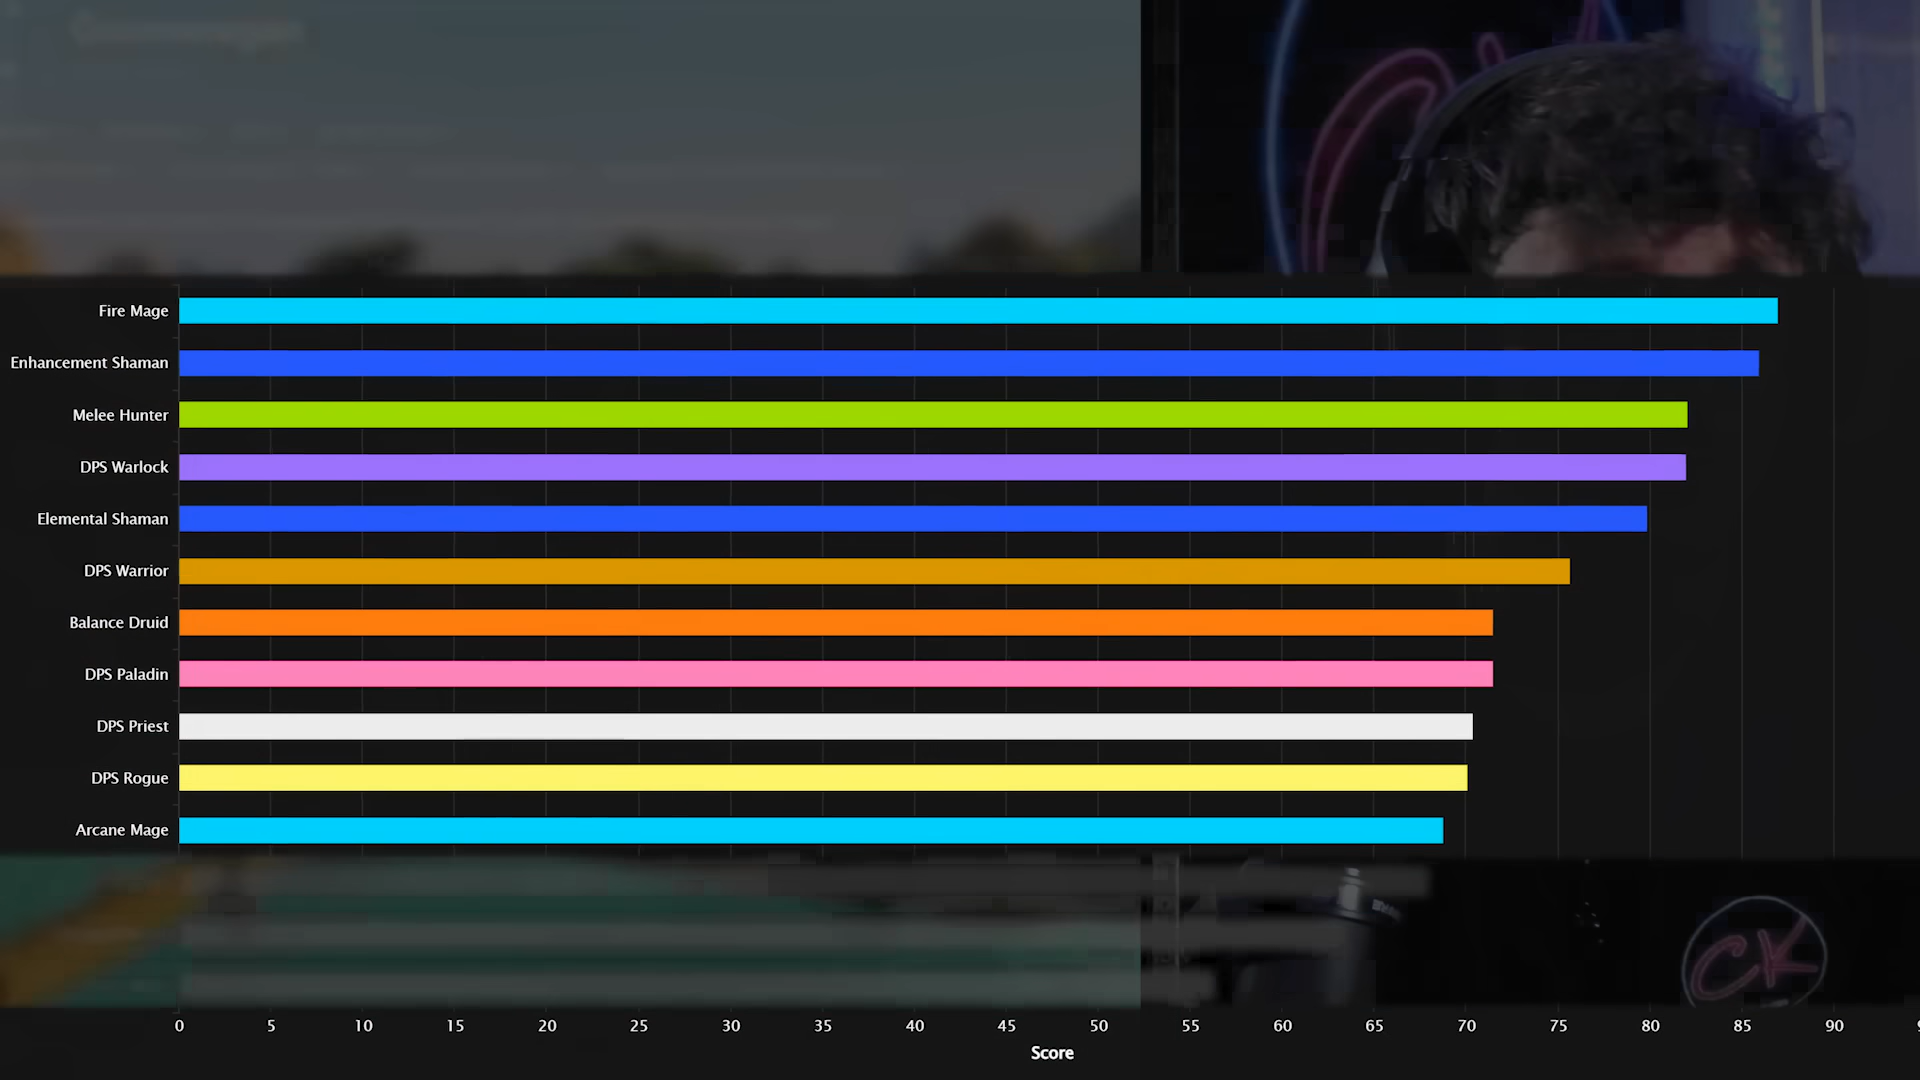 Fire Mage
Enhancement Shaman
Melee Hunter
DPS Warlock
Elemental Shaman
DPS Warrior
Balance Druid
DPS Paladin
DPS Priest
DPS Rogue
Arcane Mage
CK
0 5 10 15 20 25 30 35 40 45 50 55 60 65 70 75 80 85 90
Score